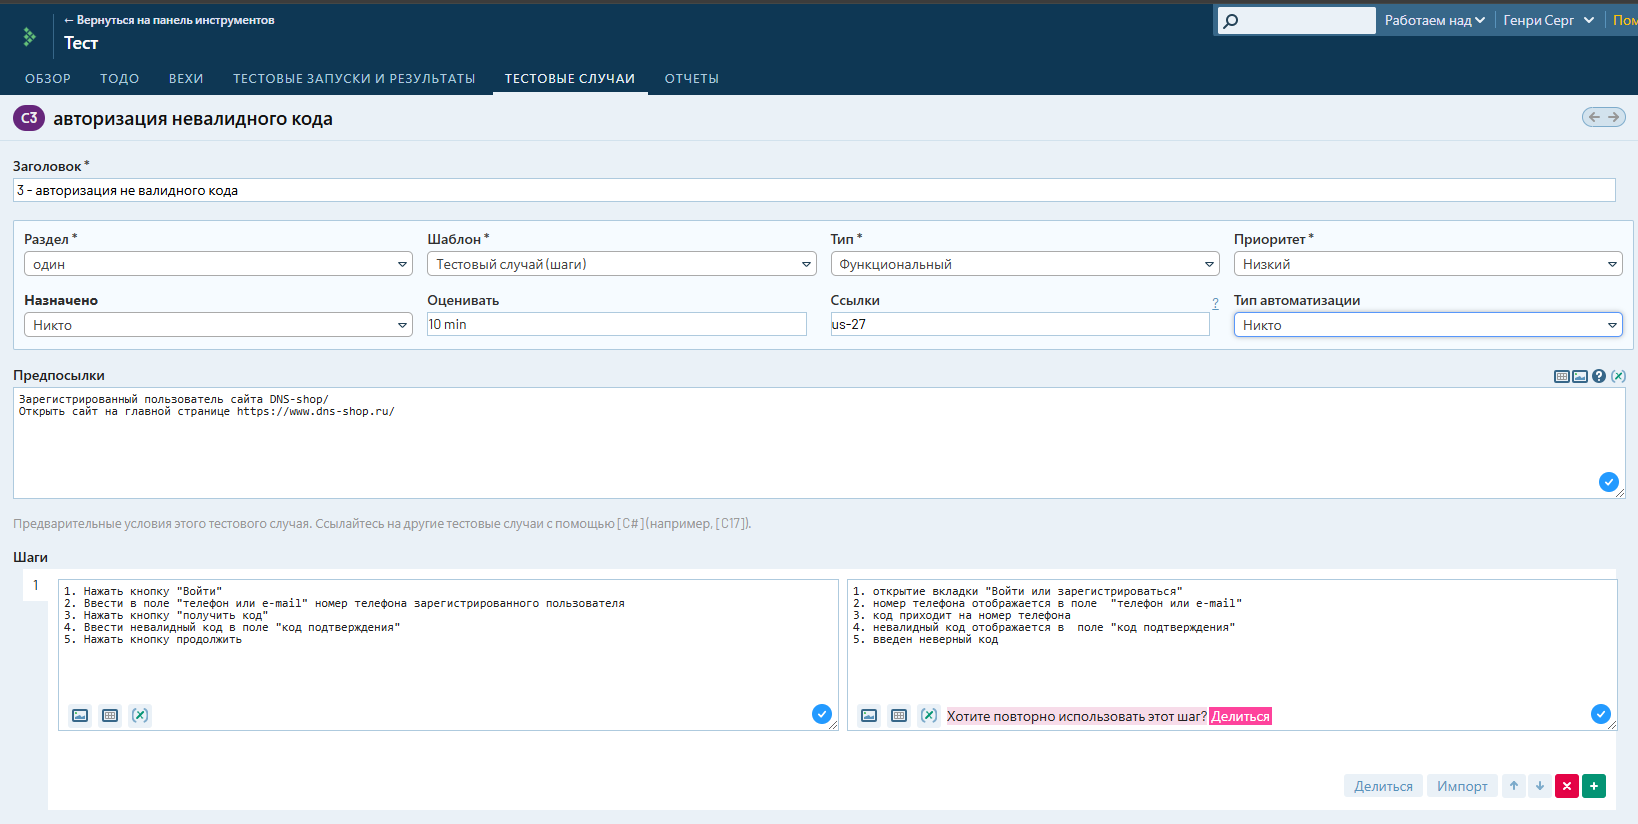 ← Вернуться на панель инструментов
Тест
Работаем над
Генри Серг
Пом
ОБЗОР ТОДО ВЕХИ ТЕСТОВЫЕ ЗАПУСКИ И РЕЗУЛЬТАТЫ ТЕСТОВЫЕ СЛУЧАИ ОТЧЕТЫ
C3 авторизация невалидного кода
Заголовок *
3 - авторизация не валидного кода
Раздел * Шаблон * Тип * Приоритет *
один Тестовый случай (шаги) Функциональный Низкий
Назначено Оценивать Ссылки ? Тип автоматизации
Никто 10 min us-27 Никто
Предпосылки
Зарегистрированный пользователь сайта DNS-shop/
Открыть сайт на главной странице https://www.dns-shop.ru/
Предварительные условия этого тестового случая. Ссылайтесь на другие тестовые случаи с помощью [C#] (например, [C17]).
Шаги
1
1. Нажать кнопку "Войти"
2. Ввести в поле "телефон или e-mail" номер телефона зарегистрированного пользователя
3. Нажать кнопку "получить код"
4. Ввести невалидный код в поле "код подтверждения"
5. Нажать кнопку продолжить
1. открытие вкладки "Войти или зарегистрироваться"
2. номер телефона отображается в поле  "телефон или e-mail"
3. код приходит на номер телефона
4. невалидный код отображается в  поле "код подтверждения"
5. введен неверный код
Хотите повторно использовать этот шаг? Делиться
Делиться Импорт